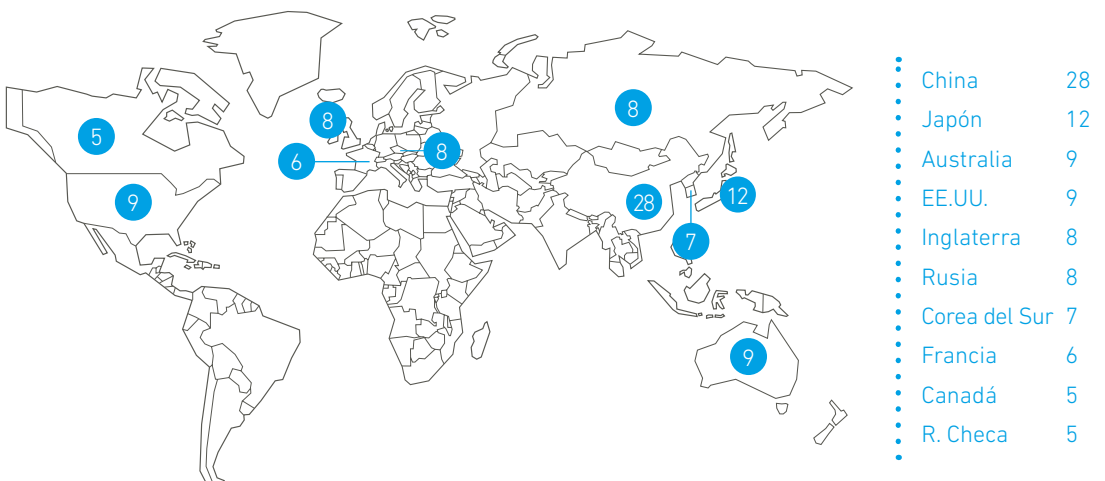 8
5
8
8
6
9
28
12
7
9
China 28
Japón 12
Australia 9
EE.UU. 9
Inglaterra 8
Rusia 8
Corea del Sur 7
Francia 6
Canadá 5
R. Checa 5